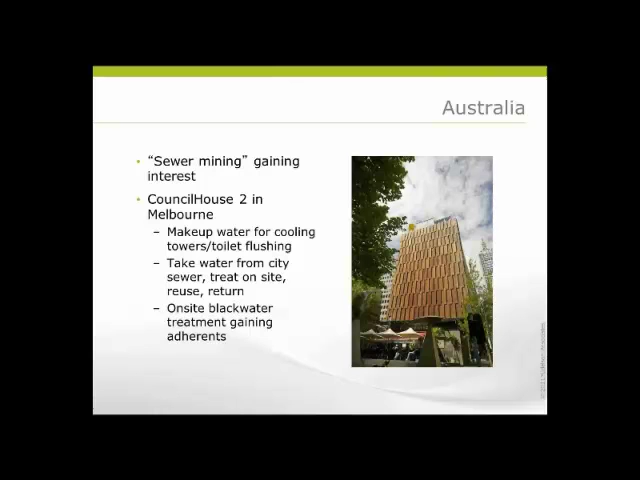 Australia
• “Sewer mining” gaining
interest
• CouncilHouse 2 in
Melbourne
– Makeup water for cooling
towers/toilet flushing
– Take water from city
sewer, treat on site,
reuse, return
– Onsite blackwater
treatment gaining
adherents